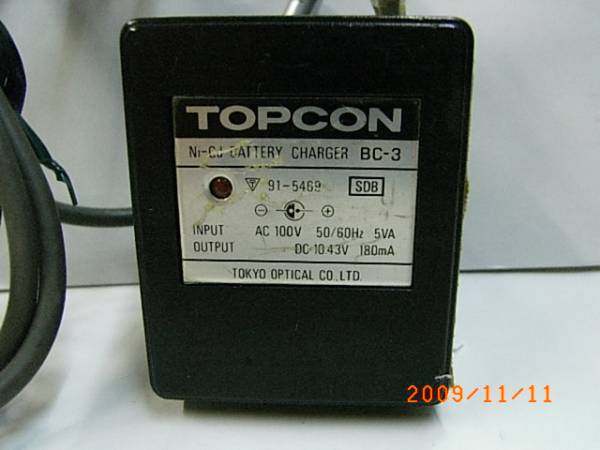 TOPCON
Ni-Cd BATTERY CHARGER BC-3
91-5469 SDB
INPUT AC 100V 50/60Hz 5VA
OUTPUT DC 10.43V 180mA
TOKYO OPTICAL CO.,LTD.
2009/11/11